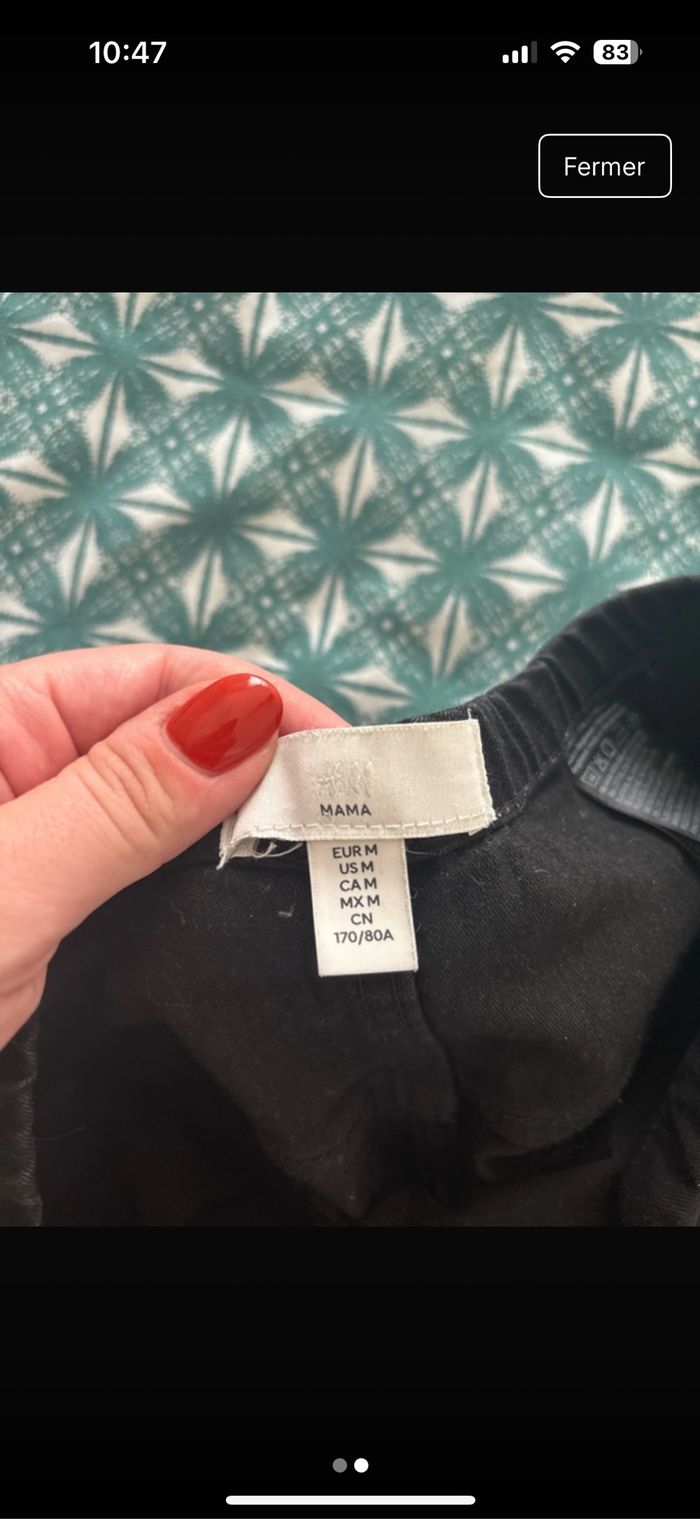 10:47
83
Fermer
MAMA
EUR M
US M
CA M
MX M
CN
170/80A